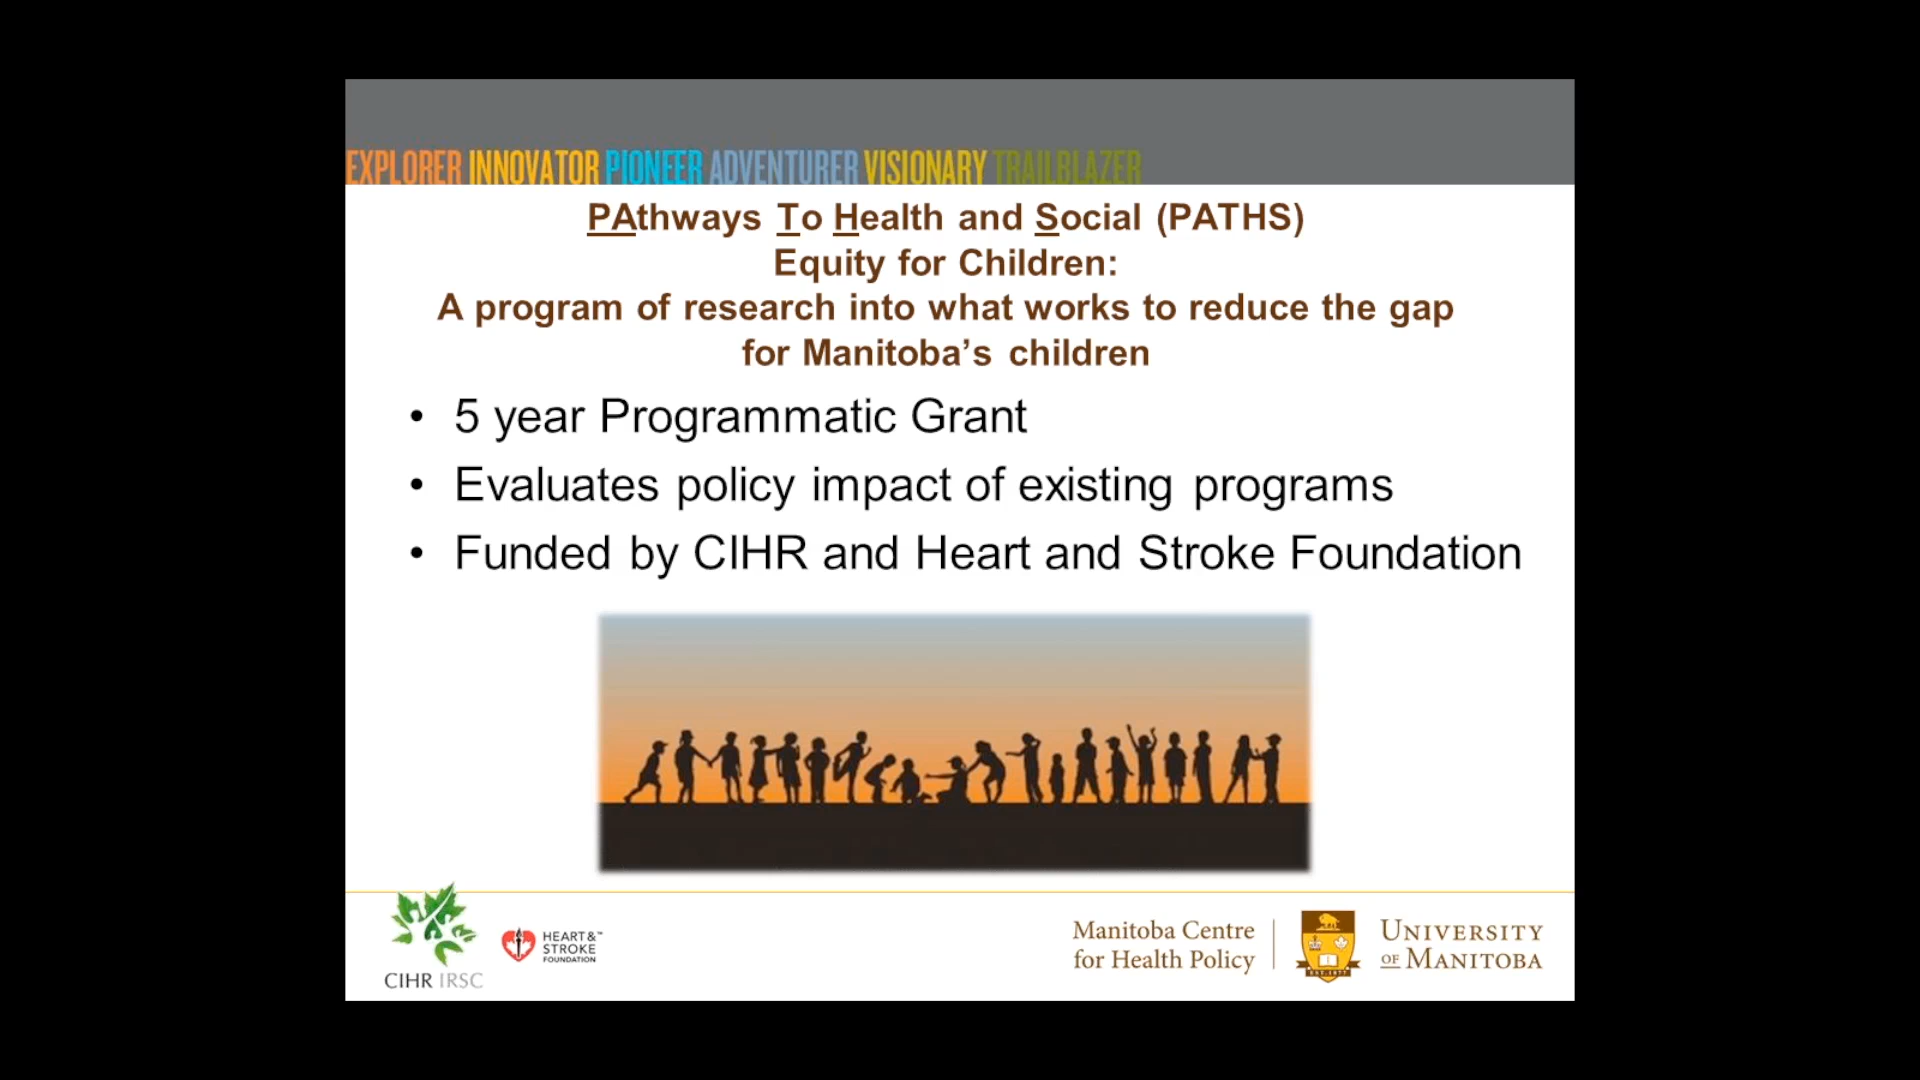 EXPLORER INNOVATOR PIONEER ADVENTURER VISIONARY TRAILBLAZER
PAthways To Health and Social (PATHS)
Equity for Children:
A program of research into what works to reduce the gap
for Manitoba’s children
• 5 year Programmatic Grant
• Evaluates policy impact of existing programs
• Funded by CIHR and Heart and Stroke Foundation
CIHR IRSC
HEART &™
STROKE
FOUNDATION
Manitoba Centre
for Health Policy
EST. 1877
UNIVERSITY
OF MANITOBA